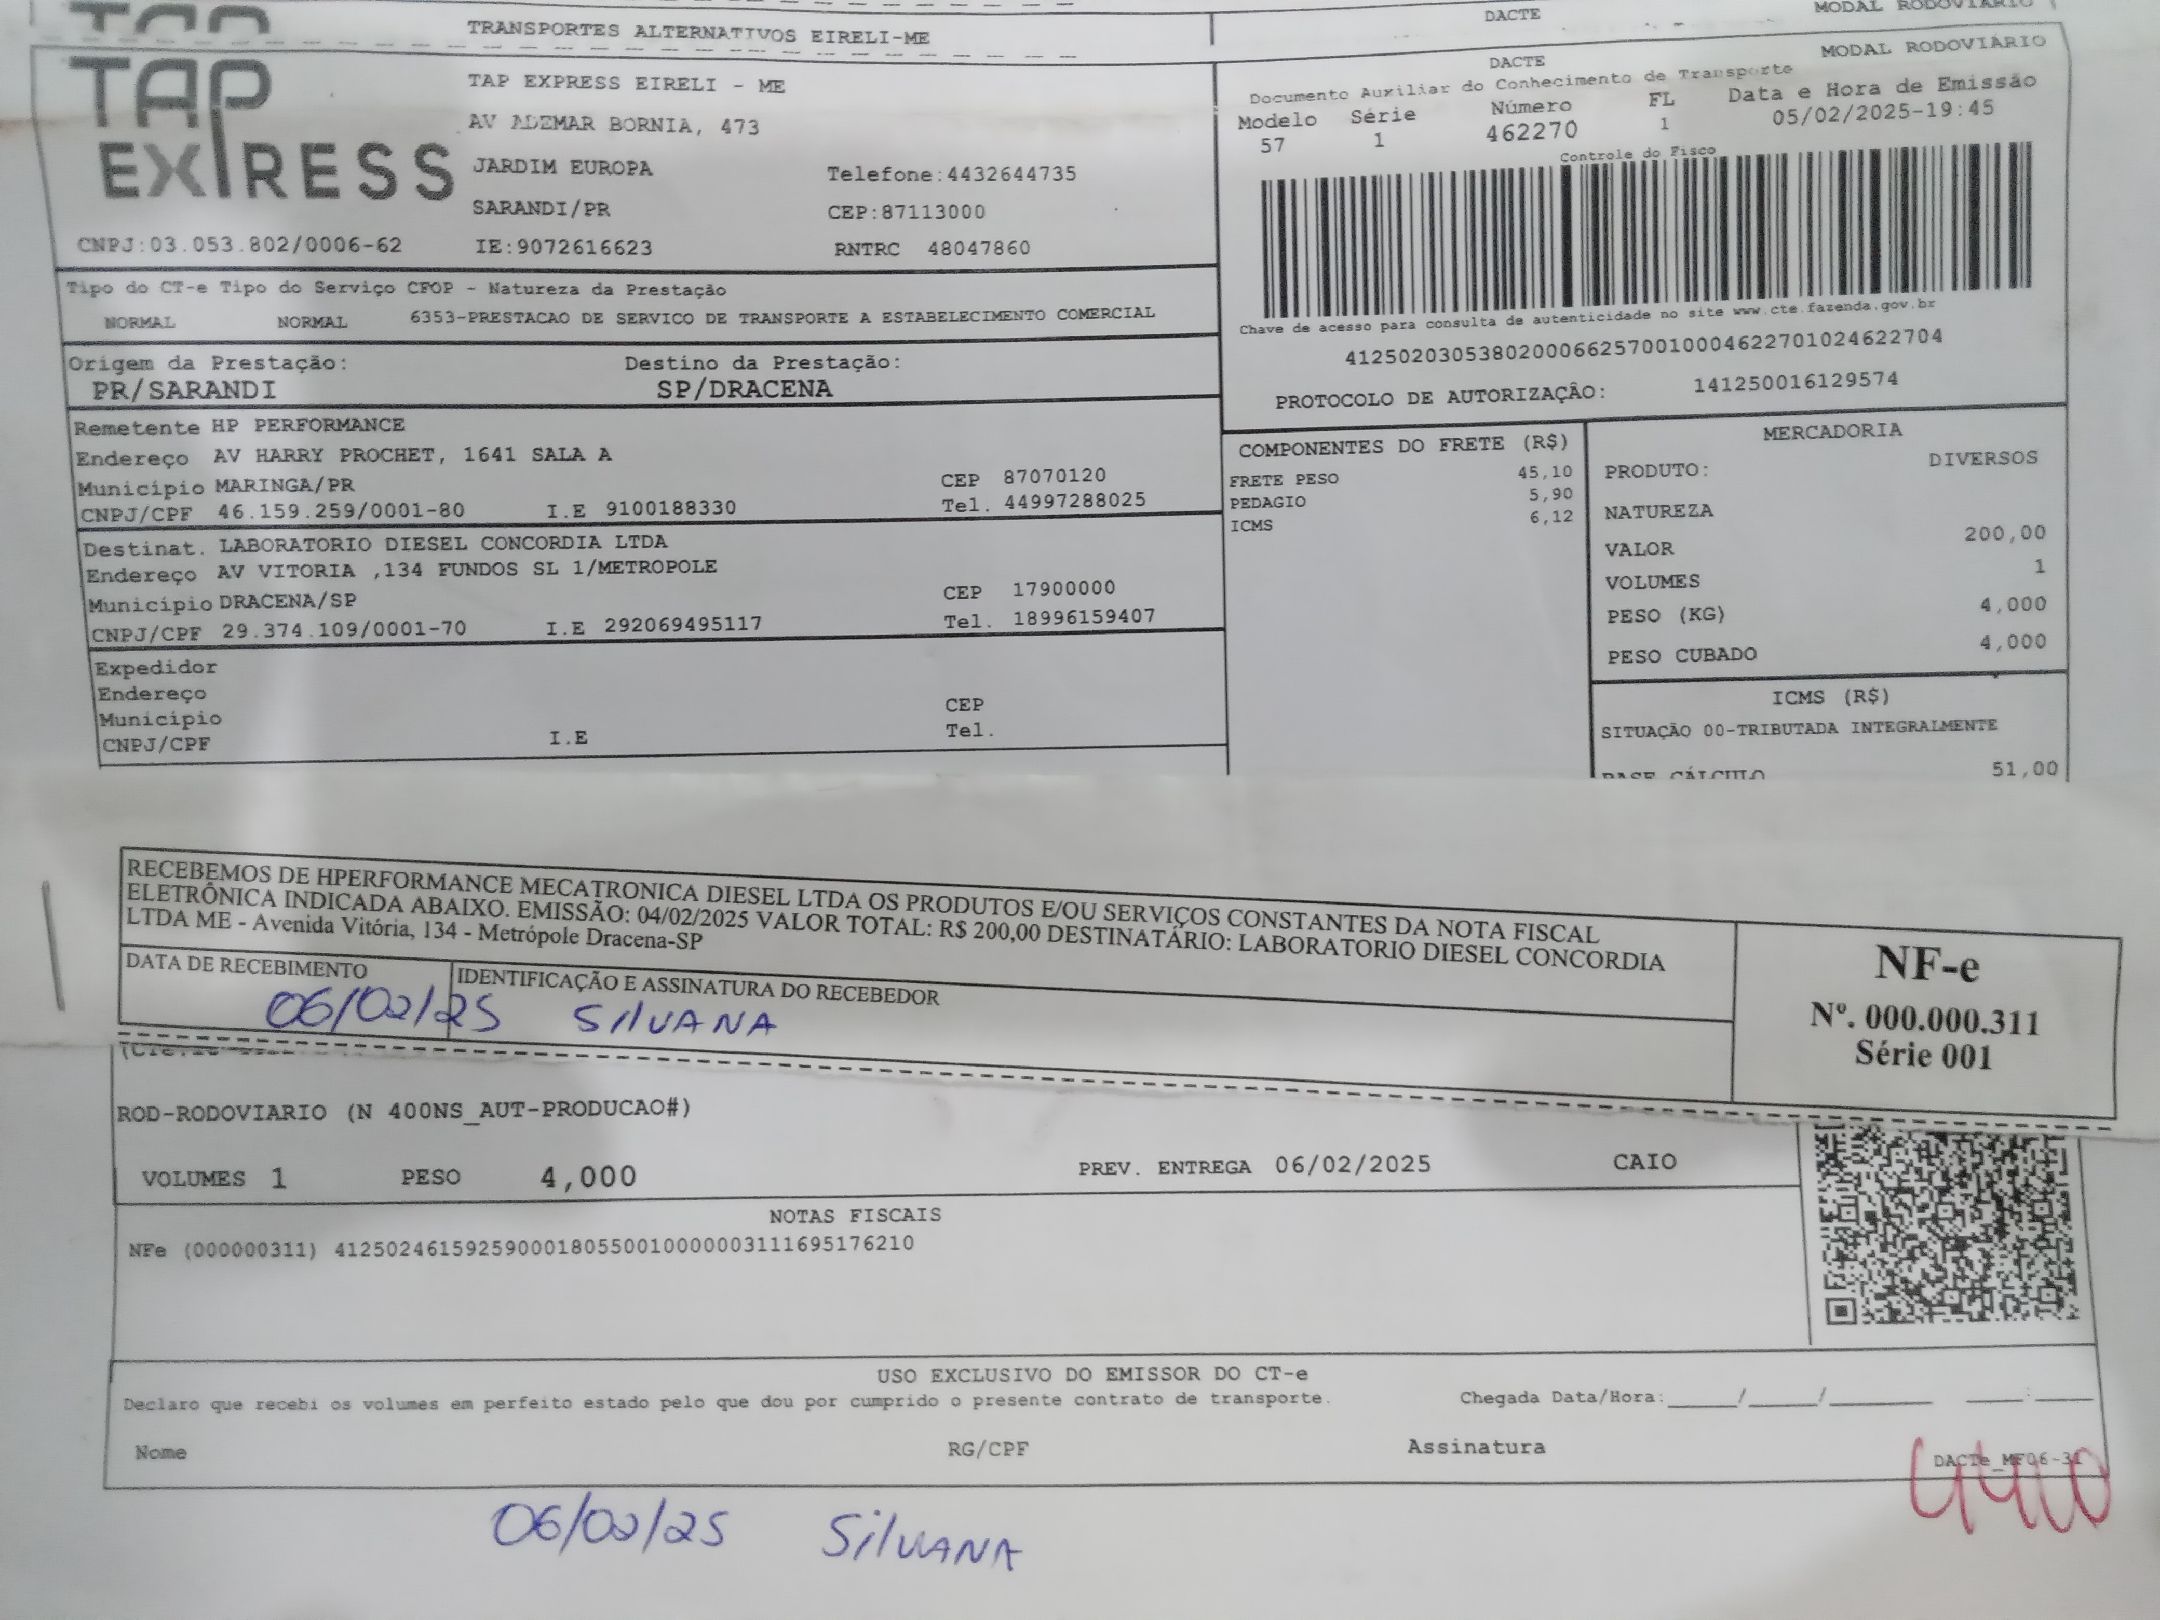 TRANSPORTES ALTERNATIVOS EIRELI-ME
DACTE
MODAL RODOVIARIO
TAP EXPRESS
TAP EXPRESS EIRELI - ME
AV ADEMAR BORNIA, 473
JARDIM EUROPA
Telefone:4432644735
SARANDI/PR
CEP:87113000
CNPJ:03.053.802/0006-62
IE:9072616623
RNTRC 48047860
DACTE
MODAL RODOVIARIO
Documento Auxiliar do Conhecimento de Transporte
Modelo Série Número FL Data e Hora de Emissão
57 1 462270 1 05/02/2025-19:45
Controle do Fisco
Chave de acesso para consulta de autenticidade no site www.cte.fazenda.gov.br
41250203053802000662570010004622701024622704
PROTOCOLO DE AUTORIZAÇÃO: 141250016129574
Tipo do CT-e Tipo do Serviço CFOP - Natureza da Prestação
NORMAL NORMAL 6353-PRESTACAO DE SERVICO DE TRANSPORTE A ESTABELECIMENTO COMERCIAL
Origem da Prestação: Destino da Prestação:
PR/SARANDI SP/DRACENA
Remetente HP PERFORMANCE
Endereço AV HARRY PROCHET, 1641 SALA A
Município MARINGA/PR CEP 87070120
CNPJ/CPF 46.159.259/0001-80 I.E 9100188330 Tel. 44997288025
Destinat. LABORATORIO DIESEL CONCORDIA LTDA
Endereço AV VITORIA ,134 FUNDOS SL 1/METROPOLE
Município DRACENA/SP CEP 17900000
CNPJ/CPF 29.374.109/0001-70 I.E 292069495117 Tel. 18996159407
Expedidor
Endereço
Município CEP
CNPJ/CPF I.E Tel.
COMPONENTES DO FRETE (R$)
FRETE PESO 45,10
PEDAGIO 5,90
ICMS 6,12
MERCADORIA
PRODUTO: DIVERSOS
NATUREZA
VALOR 200,00
VOLUMES 1
PESO (KG) 4,000
PESO CUBADO 4,000
ICMS (R$)
SITUAÇÃO 00-TRIBUTADA INTEGRALMENTE
BASE CÁLCULO 51,00
RECEBEMOS DE HPERFORMANCE MECATRONICA DIESEL LTDA OS PRODUTOS E/OU SERVIÇOS CONSTANTES DA NOTA FISCAL
ELETRÔNICA INDICADA ABAIXO. EMISSÃO: 04/02/2025 VALOR TOTAL: R$ 200,00 DESTINATÁRIO: LABORATORIO DIESEL CONCORDIA
LTDA ME - Avenida Vitória, 134 - Metrópole Dracena-SP
DATA DE RECEBIMENTO IDENTIFICAÇÃO E ASSINATURA DO RECEBEDOR
06/02/25 SilvANA
NF-e
Nº. 000.000.311
Série 001
ROD-RODOVIARIO (N 400NS_AUT-PRODUCAO#)
VOLUMES 1 PESO 4,000 PREV. ENTREGA 06/02/2025 CAIO
NOTAS FISCAIS
NFe (000000311) 41250246159259000180550010000003111695176210
USO EXCLUSIVO DO EMISSOR DO CT-e
Declaro que recebi os volumes em perfeito estado pelo que dou por cumprido o presente contrato de transporte. Chegada Data/Hora:_____/_____/________ ____:____
Nome RG/CPF Assinatura
06/02/25 SilvANA